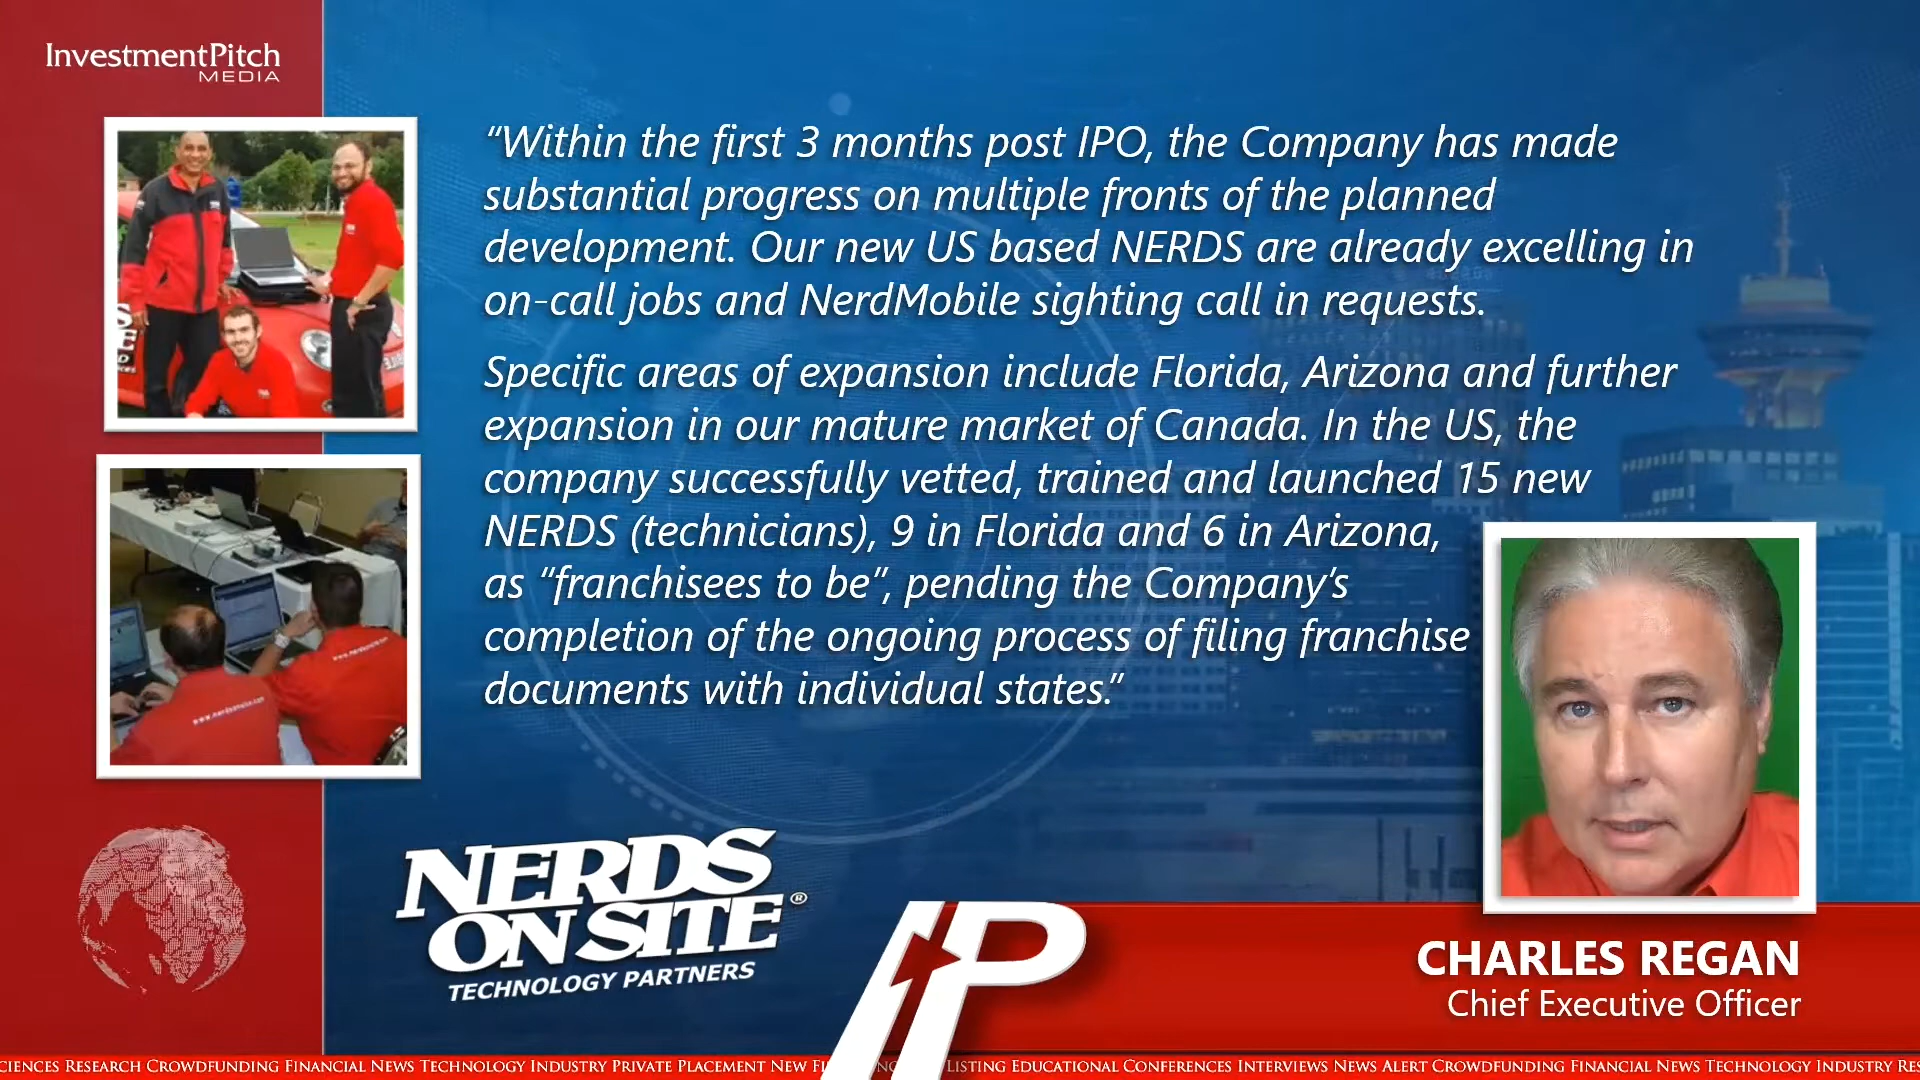 InvestmentPitch
MEDIA
“Within the first 3 months post IPO, the Company has made
substantial progress on multiple fronts of the planned
development. Our new US based NERDS are already excelling in
on-call jobs and NerdMobile sighting call in requests.
Specific areas of expansion include Florida, Arizona and further
expansion in our mature market of Canada. In the US, the
company successfully vetted, trained and launched 15 new
NERDS (technicians), 9 in Florida and 6 in Arizona,
as “franchisees to be”, pending the Company’s
completion of the ongoing process of filing franchise
documents with individual states.”
NERDS
ON SITE®
TECHNOLOGY PARTNERS
IP
CHARLES REGAN
Chief Executive Officer
RESEARCH CROWDFUNDING FINANCIAL NEWS TECHNOLOGY INDUSTRY PRIVATE PLACEMENT NEW LISTING EDUCATIONAL CONFERENCES INTERVIEWS NEWS ALERT CROWDFUNDING FINANCIAL NEWS TECHNOLOGY INDUSTRY